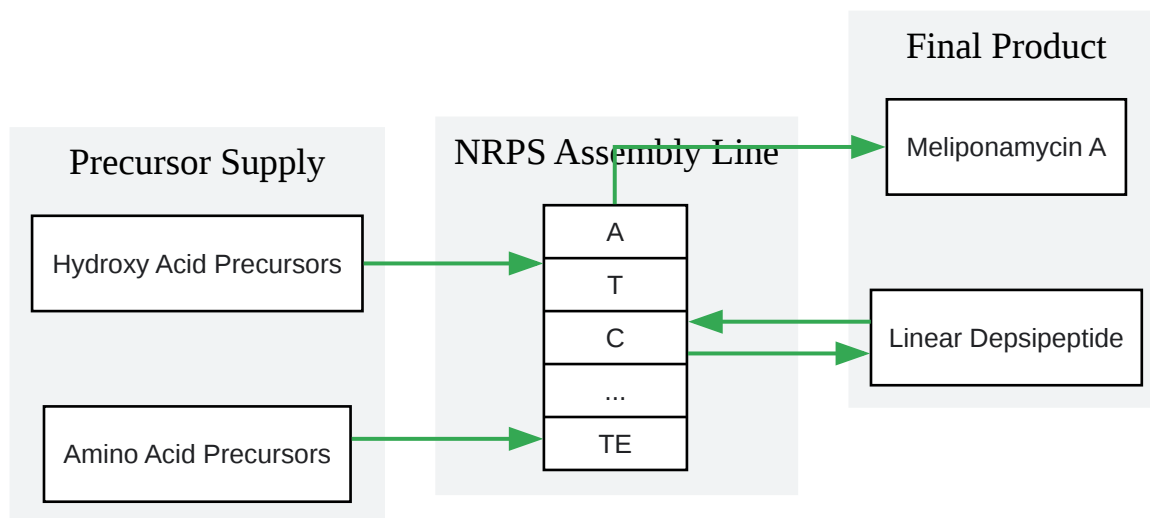 Precursor Supply
Hydroxy Acid Precursors
Amino Acid Precursors
NRPS Assembly Line
A
T
C
...
TE
Final Product
Meliponamycin A
Linear Depsipeptide